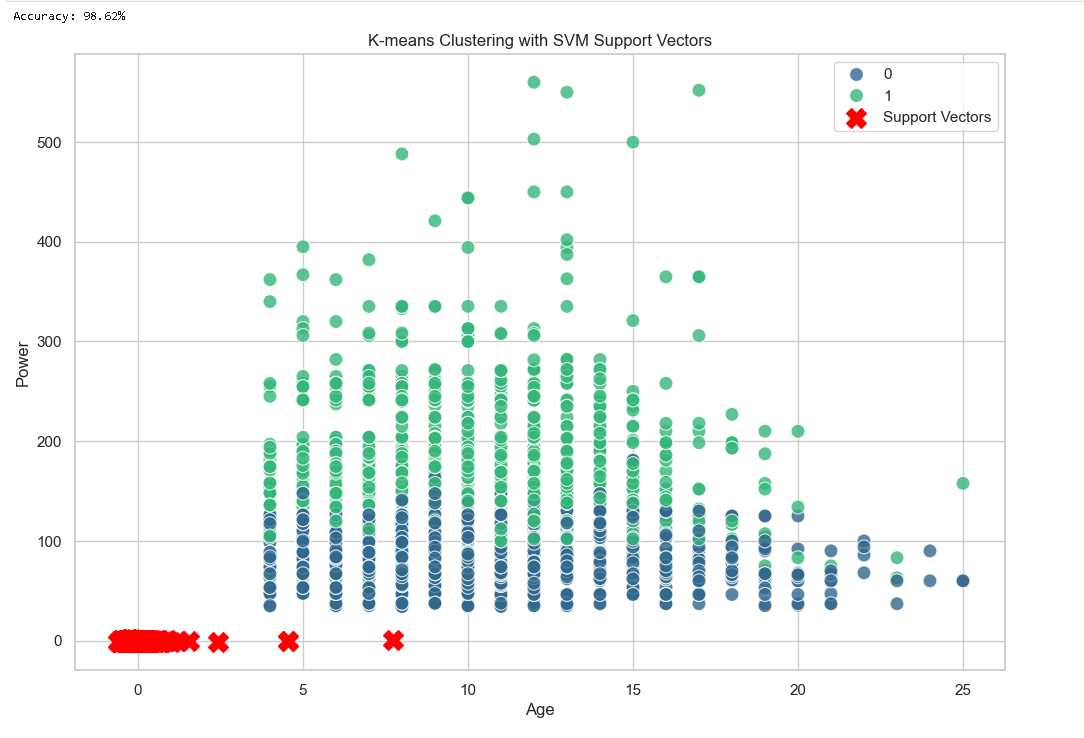 Accuracy: 98.62%
K-means Clustering with SVM Support Vectors
0
1
Support Vectors
Power
500
400
300
200
100
0
0 5 10 15 20 25
Age